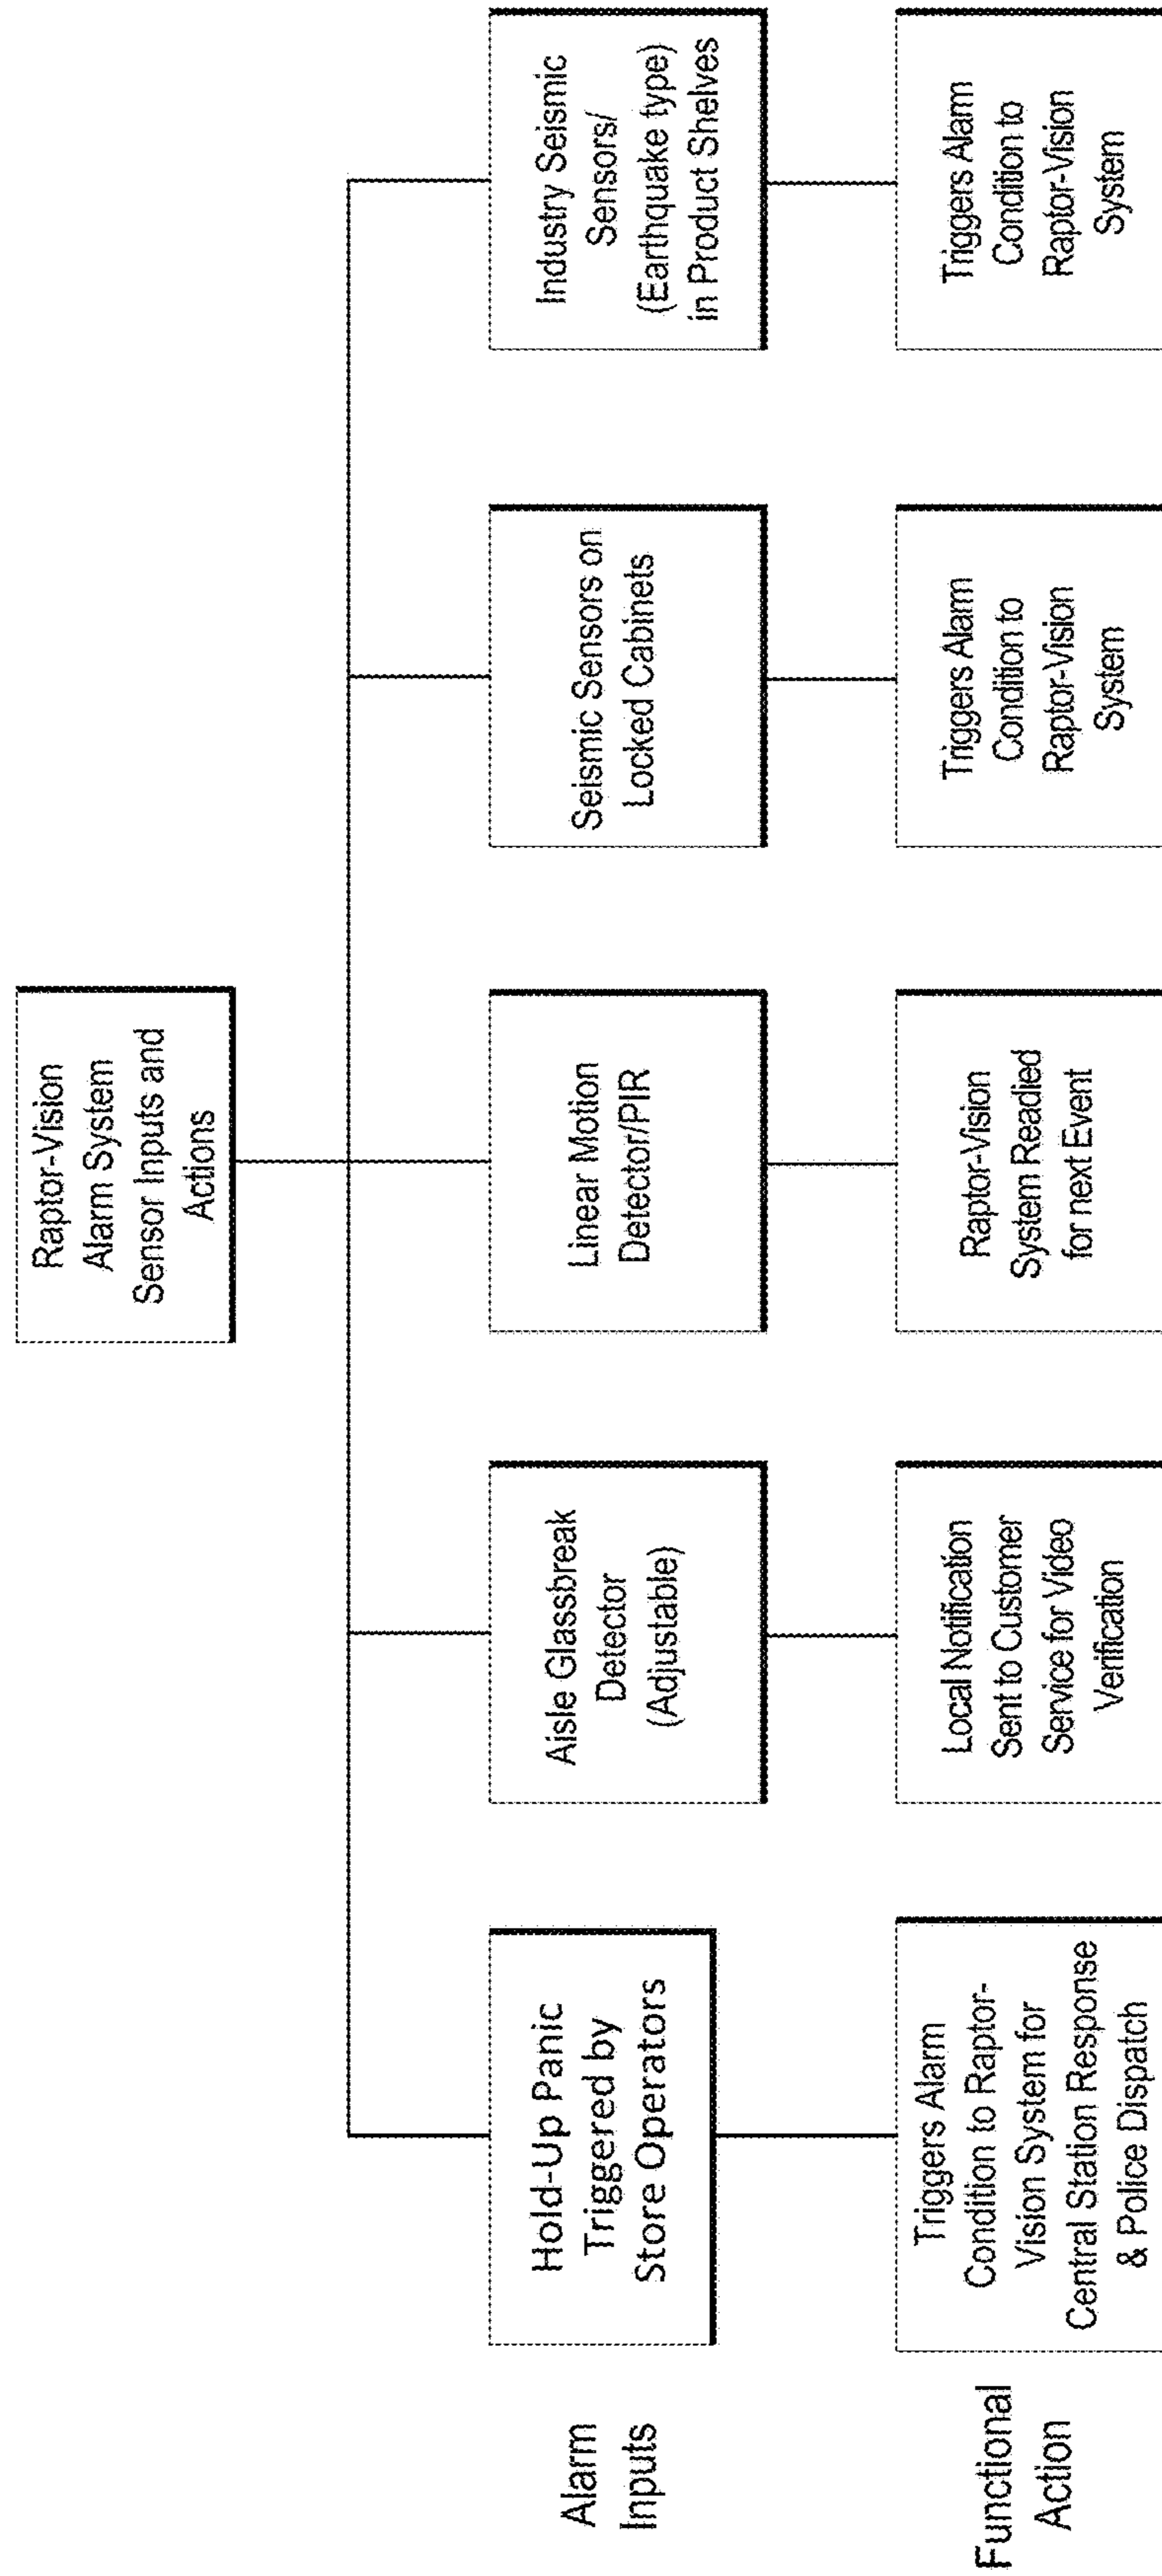 Raptor-Vision
Alarm System
Sensor Inputs and
Actions
Alarm
Inputs
Hold-Up Panic
Triggered by
Store Operators
Aisle Glassbreak
Detector
(Adjustable)
Linear Motion
Detector/PIR
Seismic Sensors on
Locked Cabinets
Industry Seismic
Sensors/
(Earthquake type)
in Product Shelves
Functional
Action
Triggers Alarm
Condition to Raptor-
Vision System for
Central Station Response
& Police Dispatch
Local Notification
Sent to Customer
Service for Video
Verification
Raptor-Vision
System Readied
for next Event
Triggers Alarm
Condition to
Raptor-Vision
System
Triggers Alarm
Condition to
Raptor-Vision
System